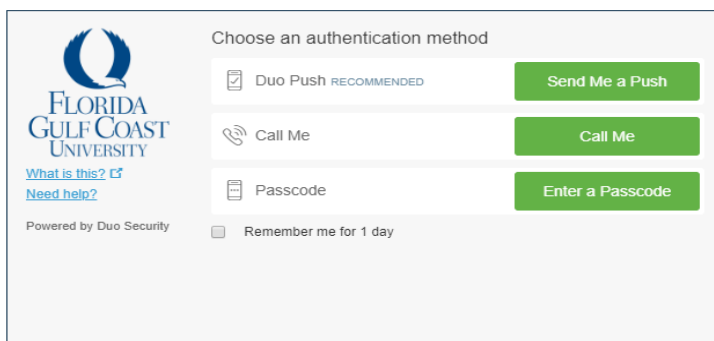 FLORIDA
GULF COAST
UNIVERSITY
What is this?
Need help?
Powered by Duo Security
Choose an authentication method
Duo Push RECOMMENDED
Send Me a Push
Call Me
Call Me
Passcode
Enter a Passcode
Remember me for 1 day